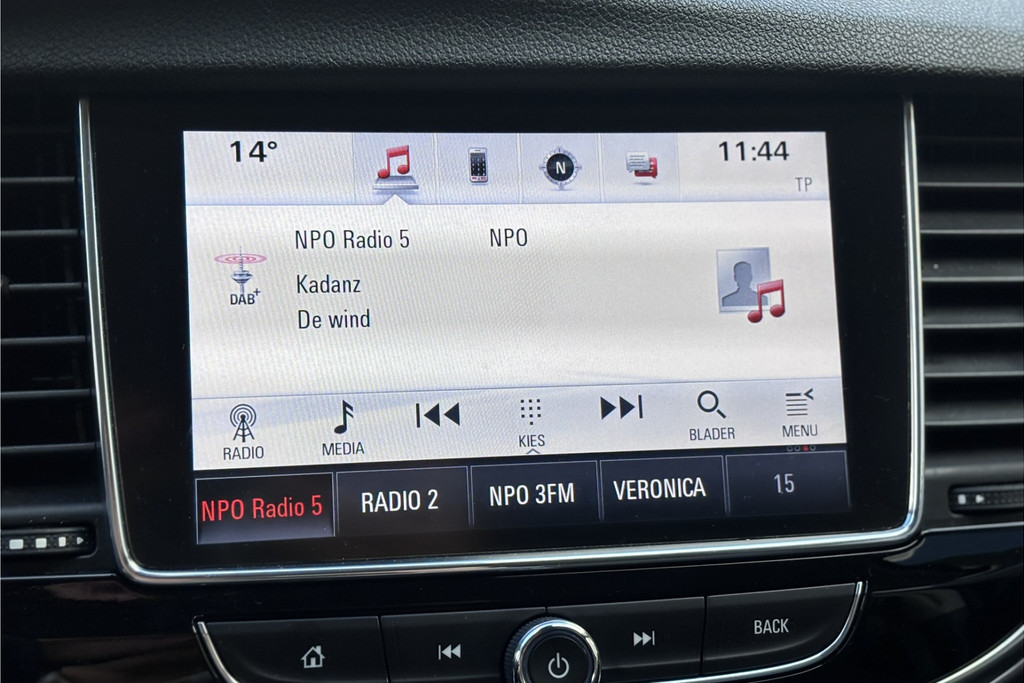 14° 11:44
N
TP
NPO Radio 5 NPO
DAB+
Kadanz
De wind
RADIO MEDIA KIES BLADER MENU
NPO Radio 5 RADIO 2 NPO 3FM VERONICA 15
BACK